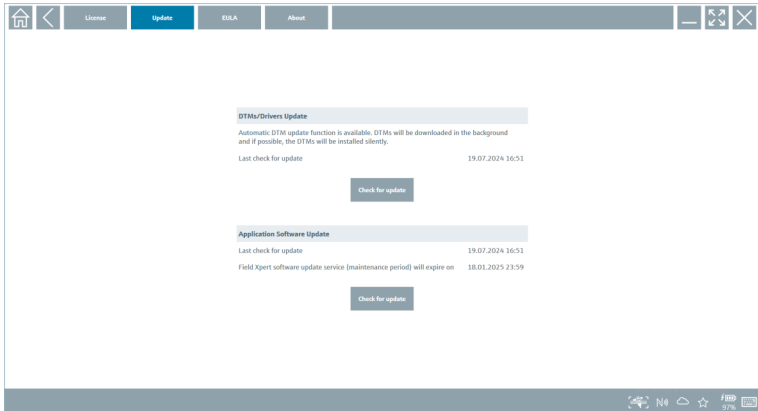 License
Update
EULA
About
DTMs/Drivers Update
Automatic DTM update function is available. DTMs will be downloaded in the background
and if possible, the DTMs will be installed silently.
Last check for update 19.07.2024 16:51
Check for update
Application Software Update
Last check for update 19.07.2024 16:51
Field Xpert software update service (maintenance period) will expire on 18.01.2025 23:59
Check for update
97%